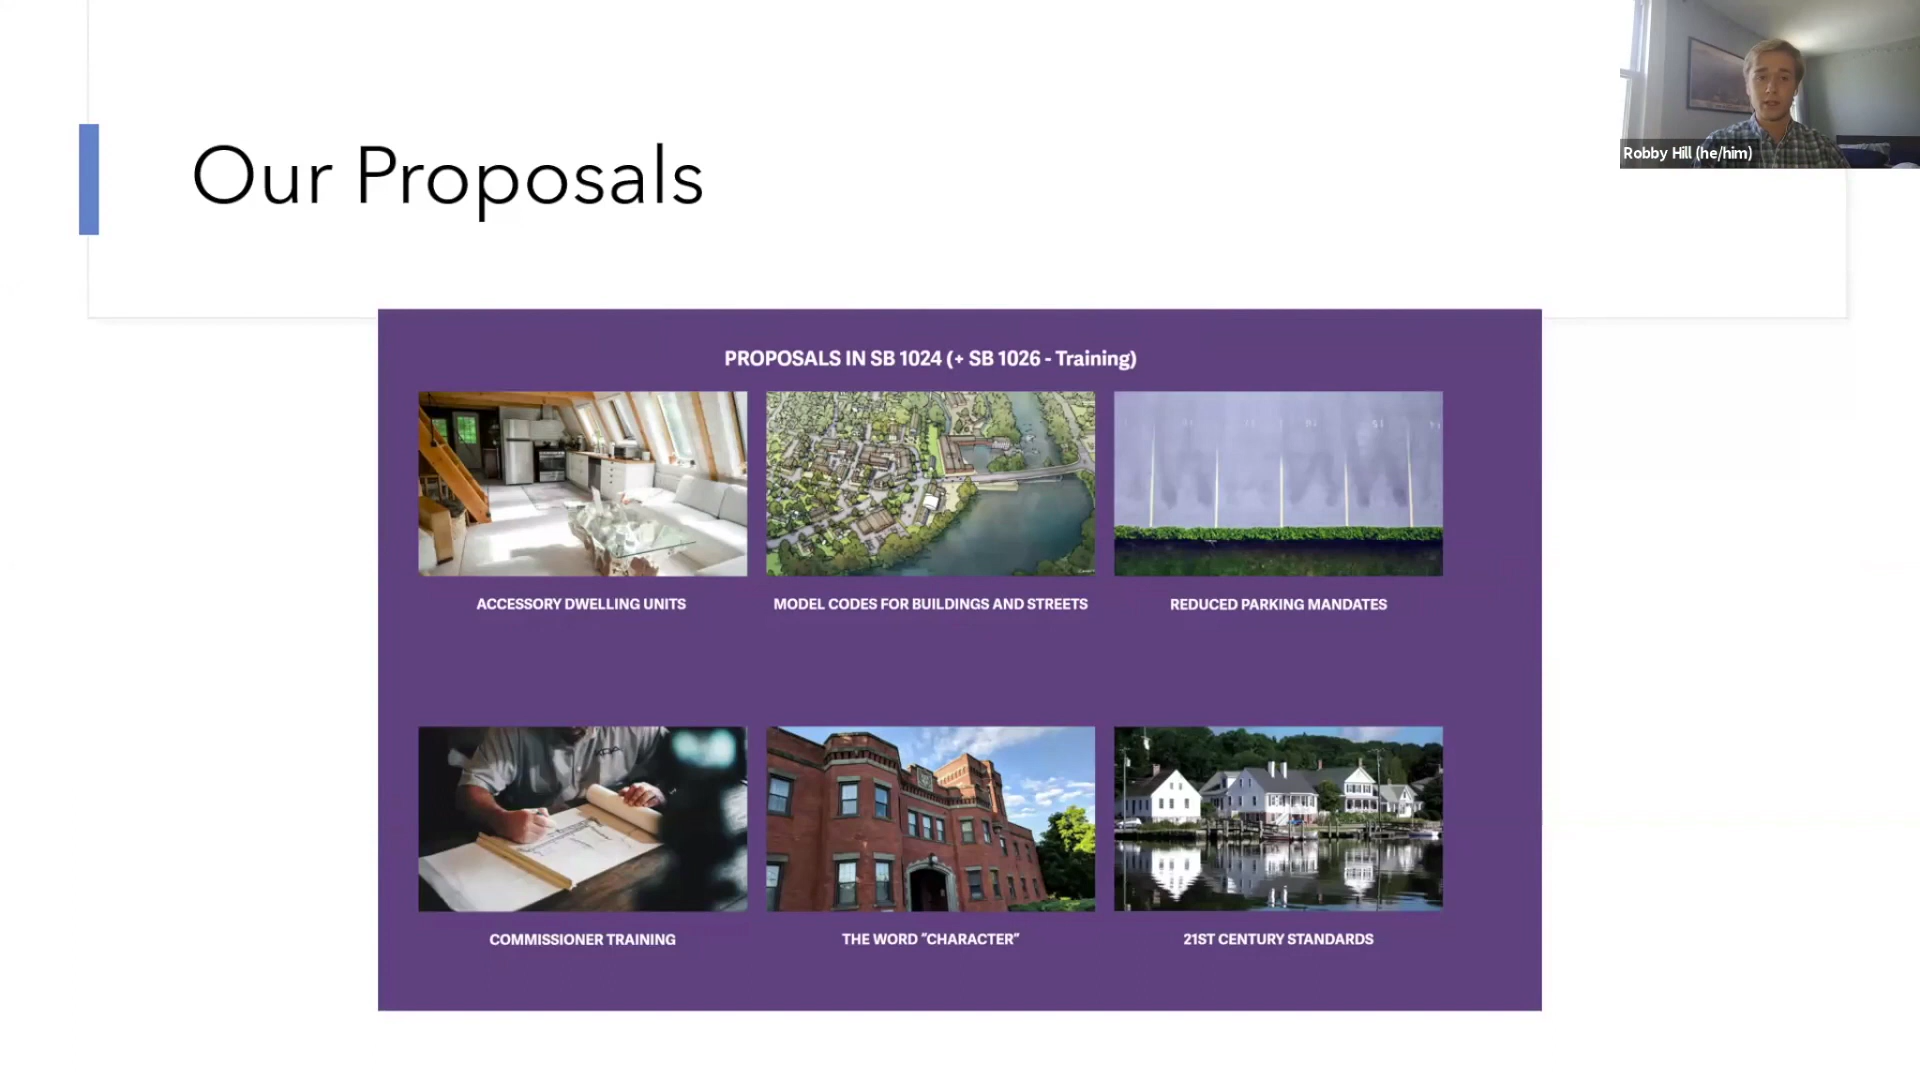 Our Proposals
Robby Hill (he/him)
PROPOSALS IN SB 1024 (+ SB 1026 - Training)
ACCESSORY DWELLING UNITS
MODEL CODES FOR BUILDINGS AND STREETS
REDUCED PARKING MANDATES
COMMISSIONER TRAINING
THE WORD "CHARACTER"
21ST CENTURY STANDARDS